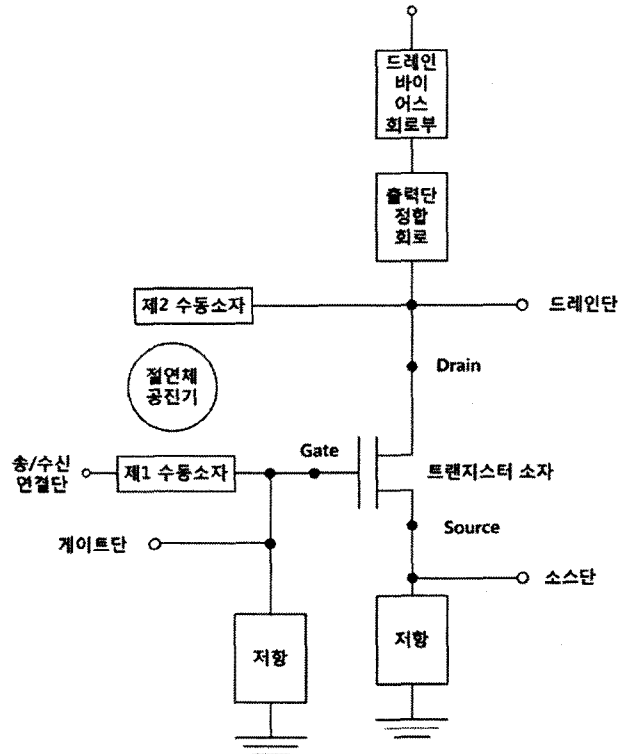 드레인
바이
어스
회로부
출력단
정합
회로
제2 수동소자
드레인단
절연체
공진기
Drain
Gate
송/수신
연결단
제1 수동소자
트랜지스터 소자
Source
게이트단
소스단
저항
저항